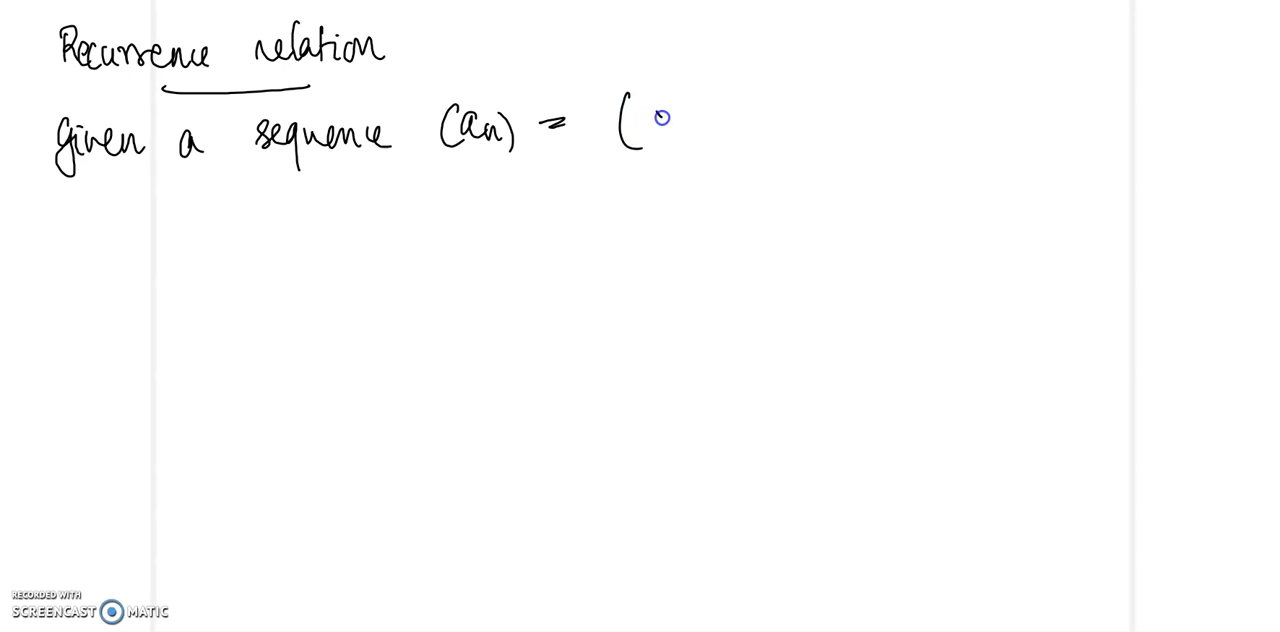 Recurrence relation
given a sequence (an) = (
RECORDED WITH
SCREENCAST MATIC